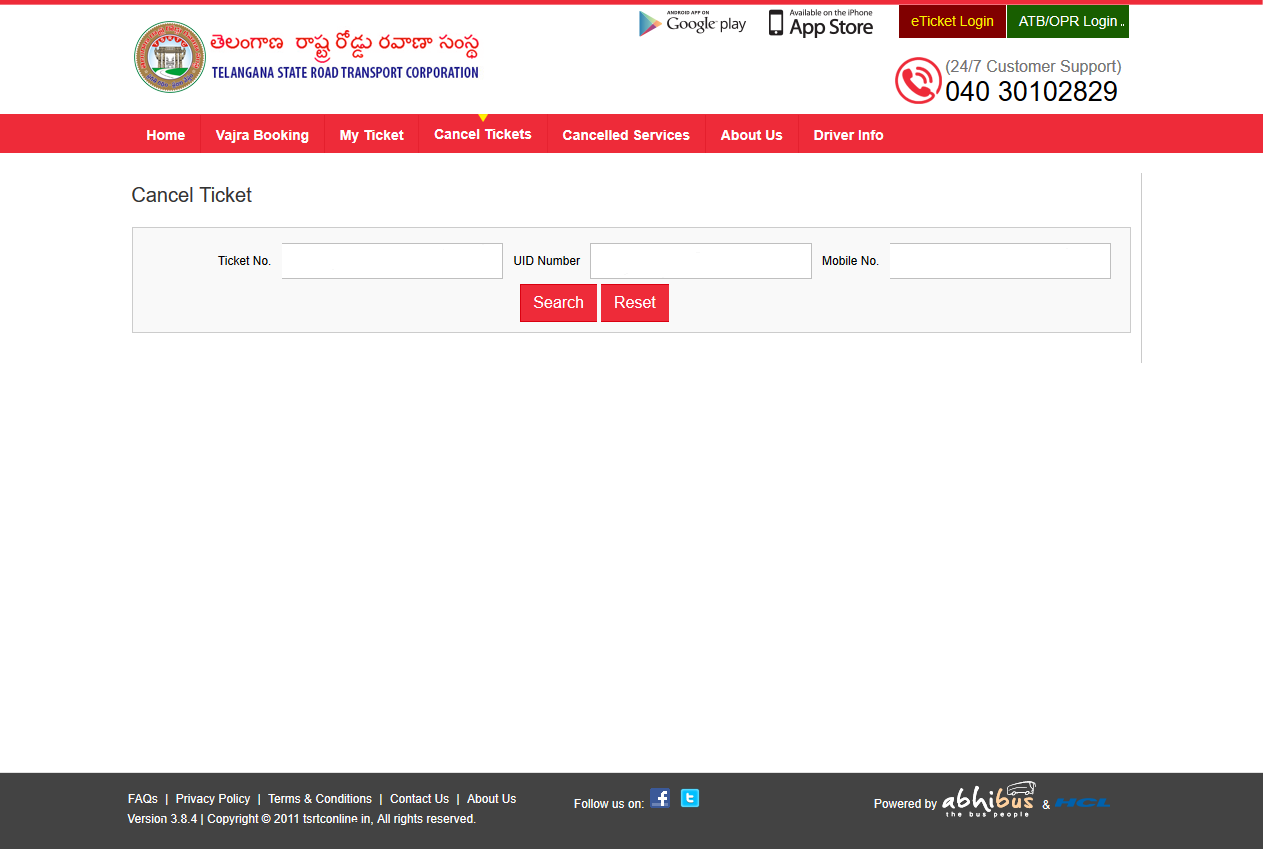 ANDROID APP ON
Google play
Available on the iPhone
App Store
eTicket Login
ATB/OPR Login ..
తెలంగాణ రాష్ట్ర రోడ్డు రవాణా సంస్థ
TELANGANA STATE ROAD TRANSPORT CORPORATION
(24/7 Customer Support)
040 30102829
Home
Vajra Booking
My Ticket
Cancel Tickets
Cancelled Services
About Us
Driver Info
Cancel Ticket
Ticket No.
UID Number
Mobile No.
Search
Reset
FAQs | Privacy Policy | Terms & Conditions | Contact Us | About Us
Version 3.8.4 | Copyright © 2011 tsrtconline in, All rights reserved.
Follow us on:
Powered by abhibus & HCL
the bus people